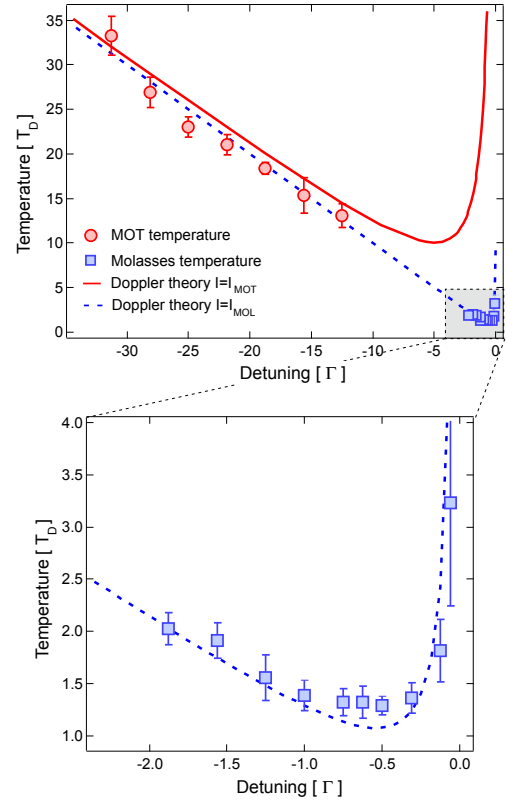 35
30
25
20
15
10
5
0
Temperature [ T_D ]
MOT temperature
Molasses temperature
Doppler theory I=I_MOT
Doppler theory I=I_MOL
-30 -25 -20 -15 -10 -5 0
Detuning [ Γ ]
4.0
3.5
3.0
2.5
2.0
1.5
1.0
Temperature [ T_D ]
-2.0 -1.5 -1.0 -0.5 0.0
Detuning [ Γ ]